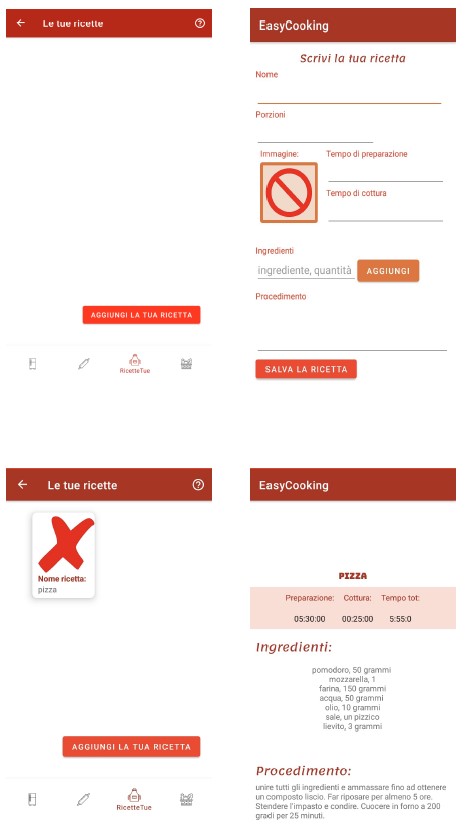 Le tue ricette
AGGIUNGI LA TUA RICETTA
RicetteTue
EasyCooking
Scrivi la tua ricetta
Nome
Porzioni
Immagine:
Tempo di preparazione
Tempo di cottura
Ingredienti
ingrediente, quantità
AGGIUNGI
Procedimento
SALVA LA RICETTA
Le tue ricette
Nome ricetta:
pizza
AGGIUNGI LA TUA RICETTA
RicetteTue
EasyCooking
PIZZA
Preparazione: Cottura: Tempo tot:
05:30:00 00:25:00 5:55:0
Ingredienti:
pomodoro, 50 grammi
mozzarella, 1
farina, 150 grammi
acqua, 50 grammi
olio, 10 grammi
sale, un pizzico
lievito, 3 grammi
Procedimento:
unire tutti gli ingredienti e ammassare fino ad ottenere
un composto liscio. Far riposare per almeno 5 ore.
Stendere l'impasto e condire. Cuocere in forno a 200
gradi per 25 minuti.